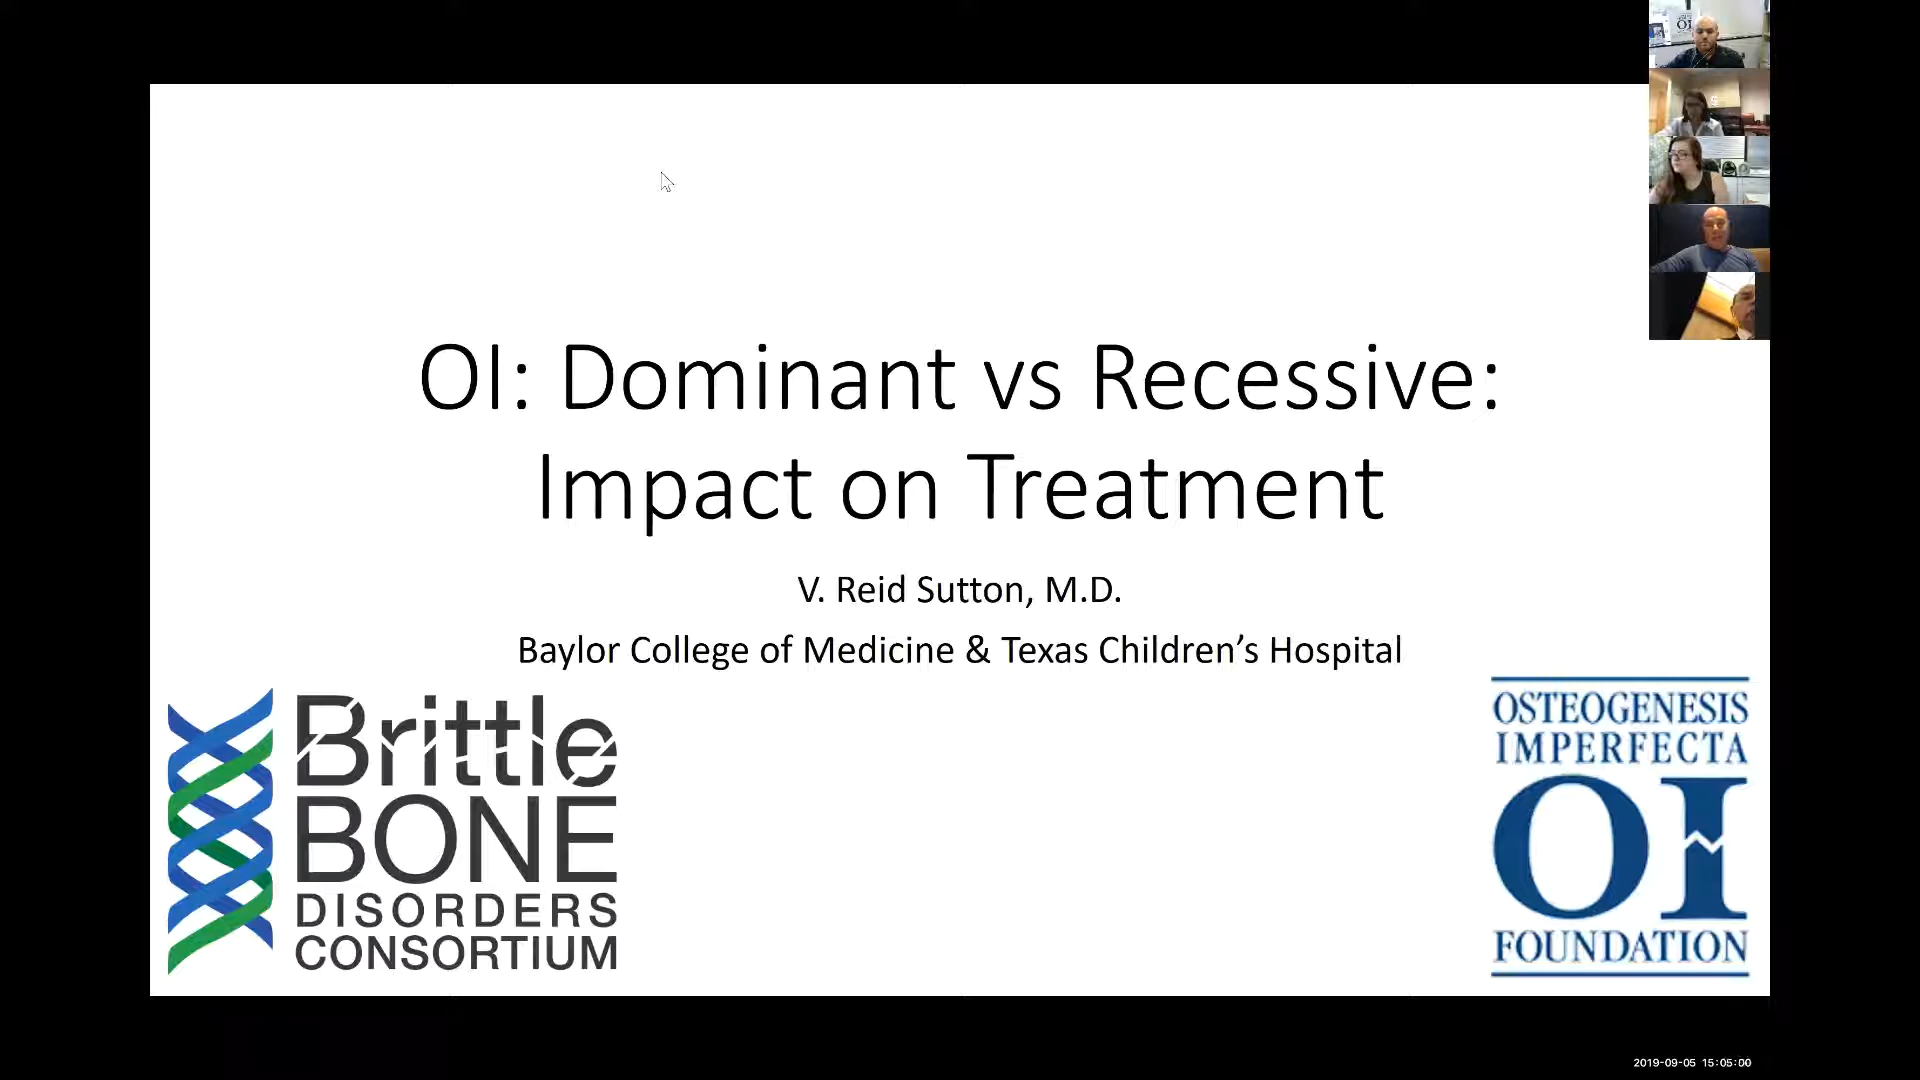 OI: Dominant vs Recessive:
Impact on Treatment
V. Reid Sutton, M.D.
Baylor College of Medicine & Texas Children’s Hospital
Brittle
BONE
DISORDERS
CONSORTIUM
OSTEOGENESIS
IMPERFECTA
OI
FOUNDATION
OI
2019-09-05 15:05:00